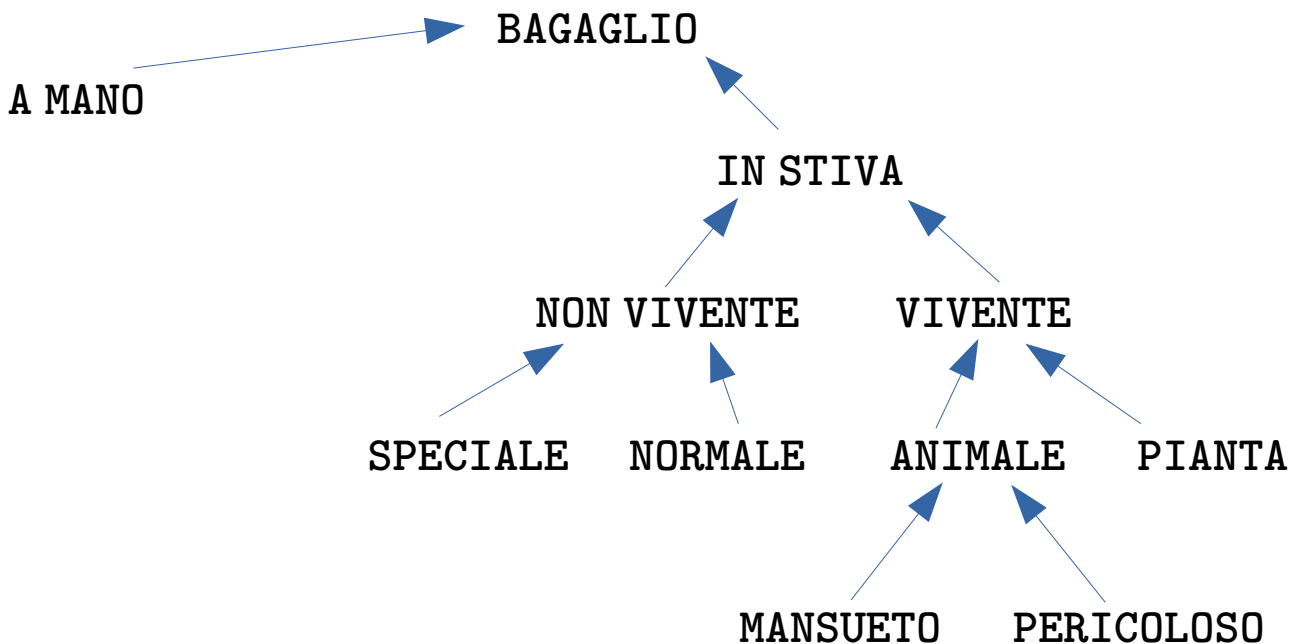 BAGAGLIO
A MANO
IN STIVA
NON VIVENTE
VIVENTE
SPECIALE
NORMALE
ANIMALE
PIANTA
MANSUETO
PERICOLOSO